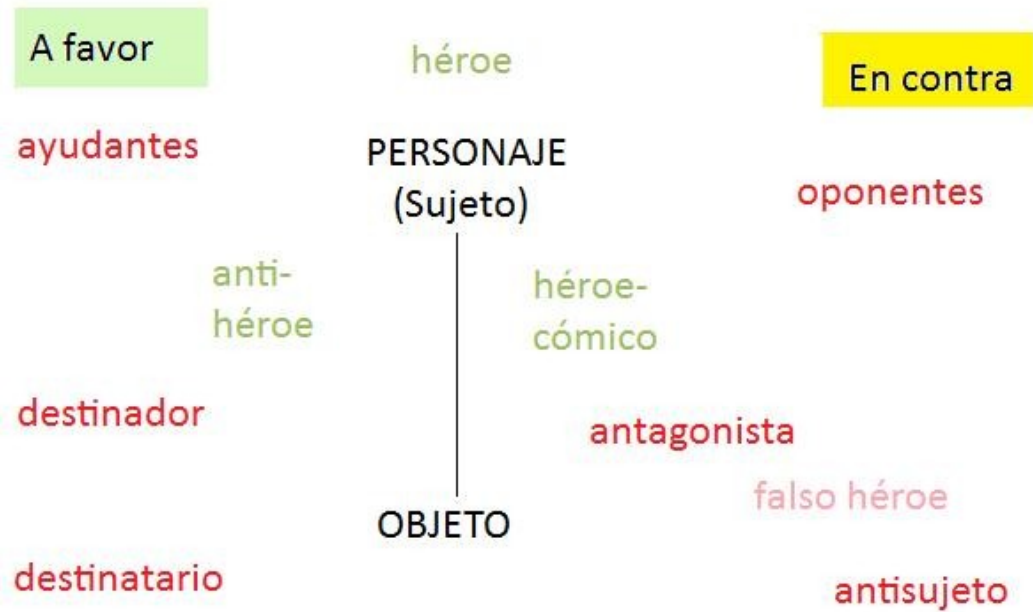 A favor
héroe
En contra
ayudantes
PERSONAJE
(Sujeto)
oponentes
anti-
héroe
héroe-
cómico
destinador
antagonista
falso héroe
OBJETO
destinatario
antisujeto